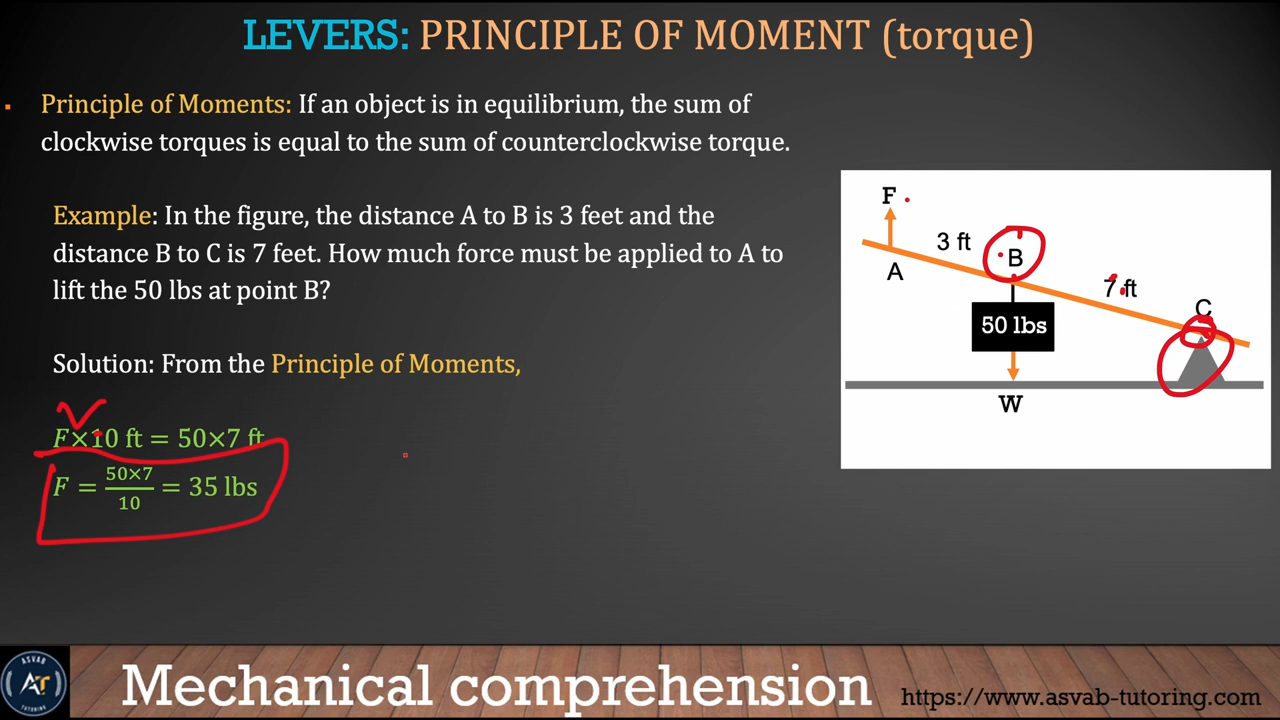 LEVERS: PRINCIPLE OF MOMENT (torque)
Principle of Moments: If an object is in equilibrium, the sum of
clockwise torques is equal to the sum of counterclockwise torque.
Example: In the figure, the distance A to B is 3 feet and the
distance B to C is 7 feet. How much force must be applied to A to
lift the 50 lbs at point B?
Solution: From the Principle of Moments,
F×10 ft = 50×7 ft
F = 50×7/10 = 35 lbs
F
3 ft
B
A
7 ft
C
50 lbs
W
ASVAB
AT
TUTORING
Mechanical comprehension
https://www.asvab-tutoring.com